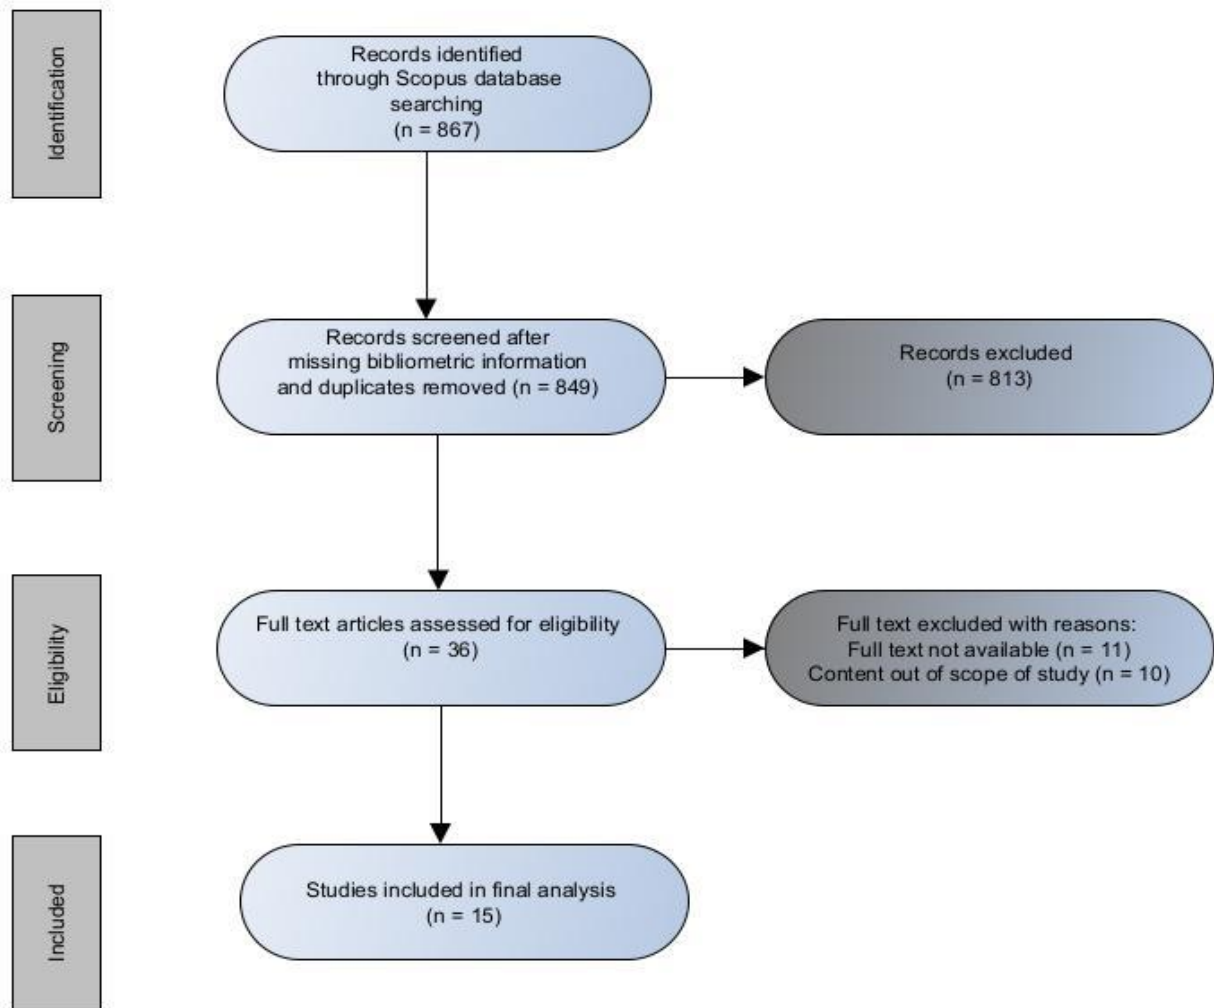 Identification
Records identified
through Scopus database
searching
(n = 867)
Screening
Records screened after
missing bibliometric information
and duplicates removed (n = 849)
Records excluded
(n = 813)
Eligibility
Full text articles assessed for eligibility
(n = 36)
Full text excluded with reasons:
Full text not available (n = 11)
Content out of scope of study (n = 10)
Included
Studies included in final analysis
(n = 15)